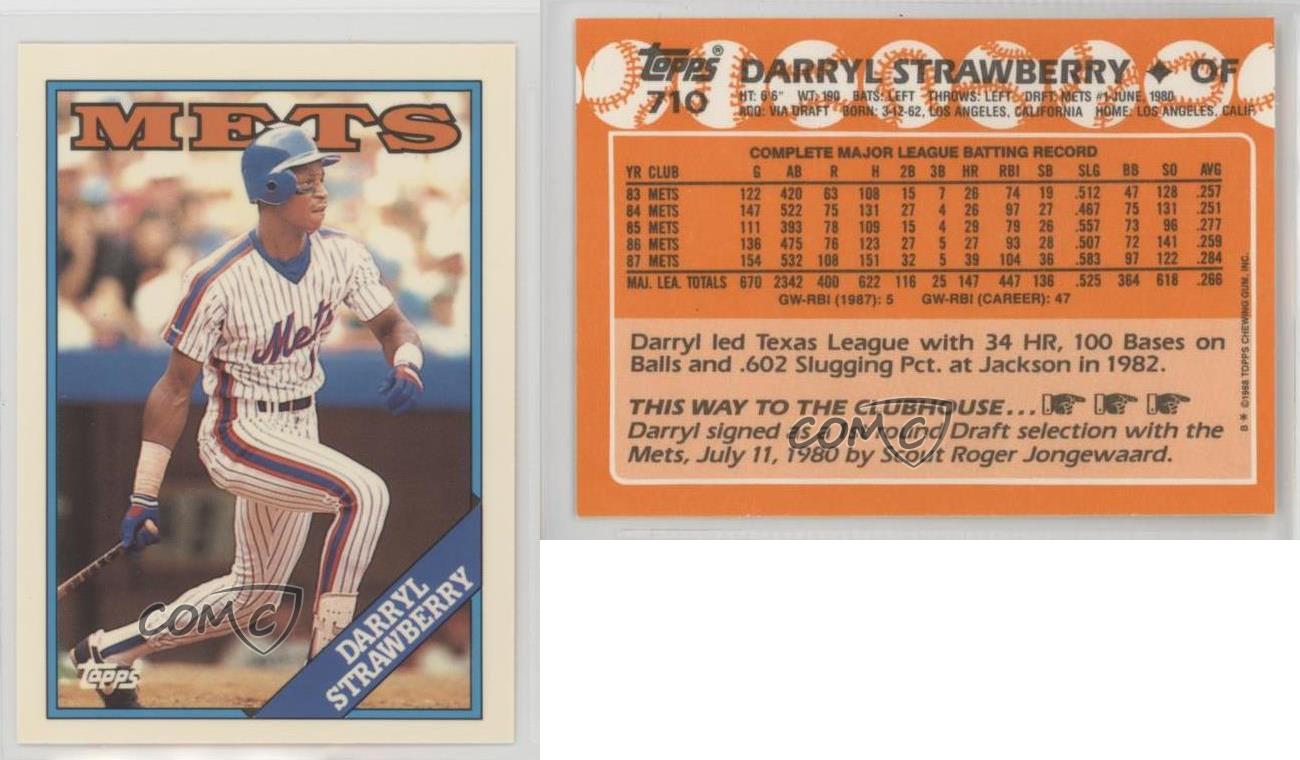 METS
Mets
DARRYL
STRAWBERRY
topps
COMC
topps®
710
DARRYL STRAWBERRY ✦ OF
HT: 6'6" WT: 190 BATS: LEFT THROWS: LEFT DRFT: METS #1-JUNE, 1980
ACQ: VIA DRAFT BORN: 3-12-62, LOS ANGELES, CALIFORNIA HOME: LOS ANGELES, CALIF.
COMPLETE MAJOR LEAGUE BATTING RECORD
YR CLUB G AB R H 2B 3B HR RBI SB SLG BB SO AVG
83 METS 122 420 63 108 15 7 26 74 19 .512 47 128 .257
84 METS 147 522 75 131 27 4 26 97 27 .467 75 131 .251
85 METS 111 393 78 109 15 4 29 79 26 .557 73 96 .277
86 METS 136 475 76 123 27 5 27 93 28 .507 72 141 .259
87 METS 154 532 108 151 32 5 39 104 36 .583 97 122 .284
MAJ. LEA. TOTALS 670 2342 400 622 116 25 147 447 136 .525 364 618 .266
GW-RBI (1987): 5 GW-RBI (CAREER): 47
Darryl led Texas League with 34 HR, 100 Bases on
Balls and .602 Slugging Pct. at Jackson in 1982.
THIS WAY TO THE CLUBHOUSE...
Darryl signed as a 1st round Draft selection with the
Mets, July 11, 1980 by Scout Roger Jongewaard.
COMC
B * ©1988 TOPPS CHEWING GUM, INC.